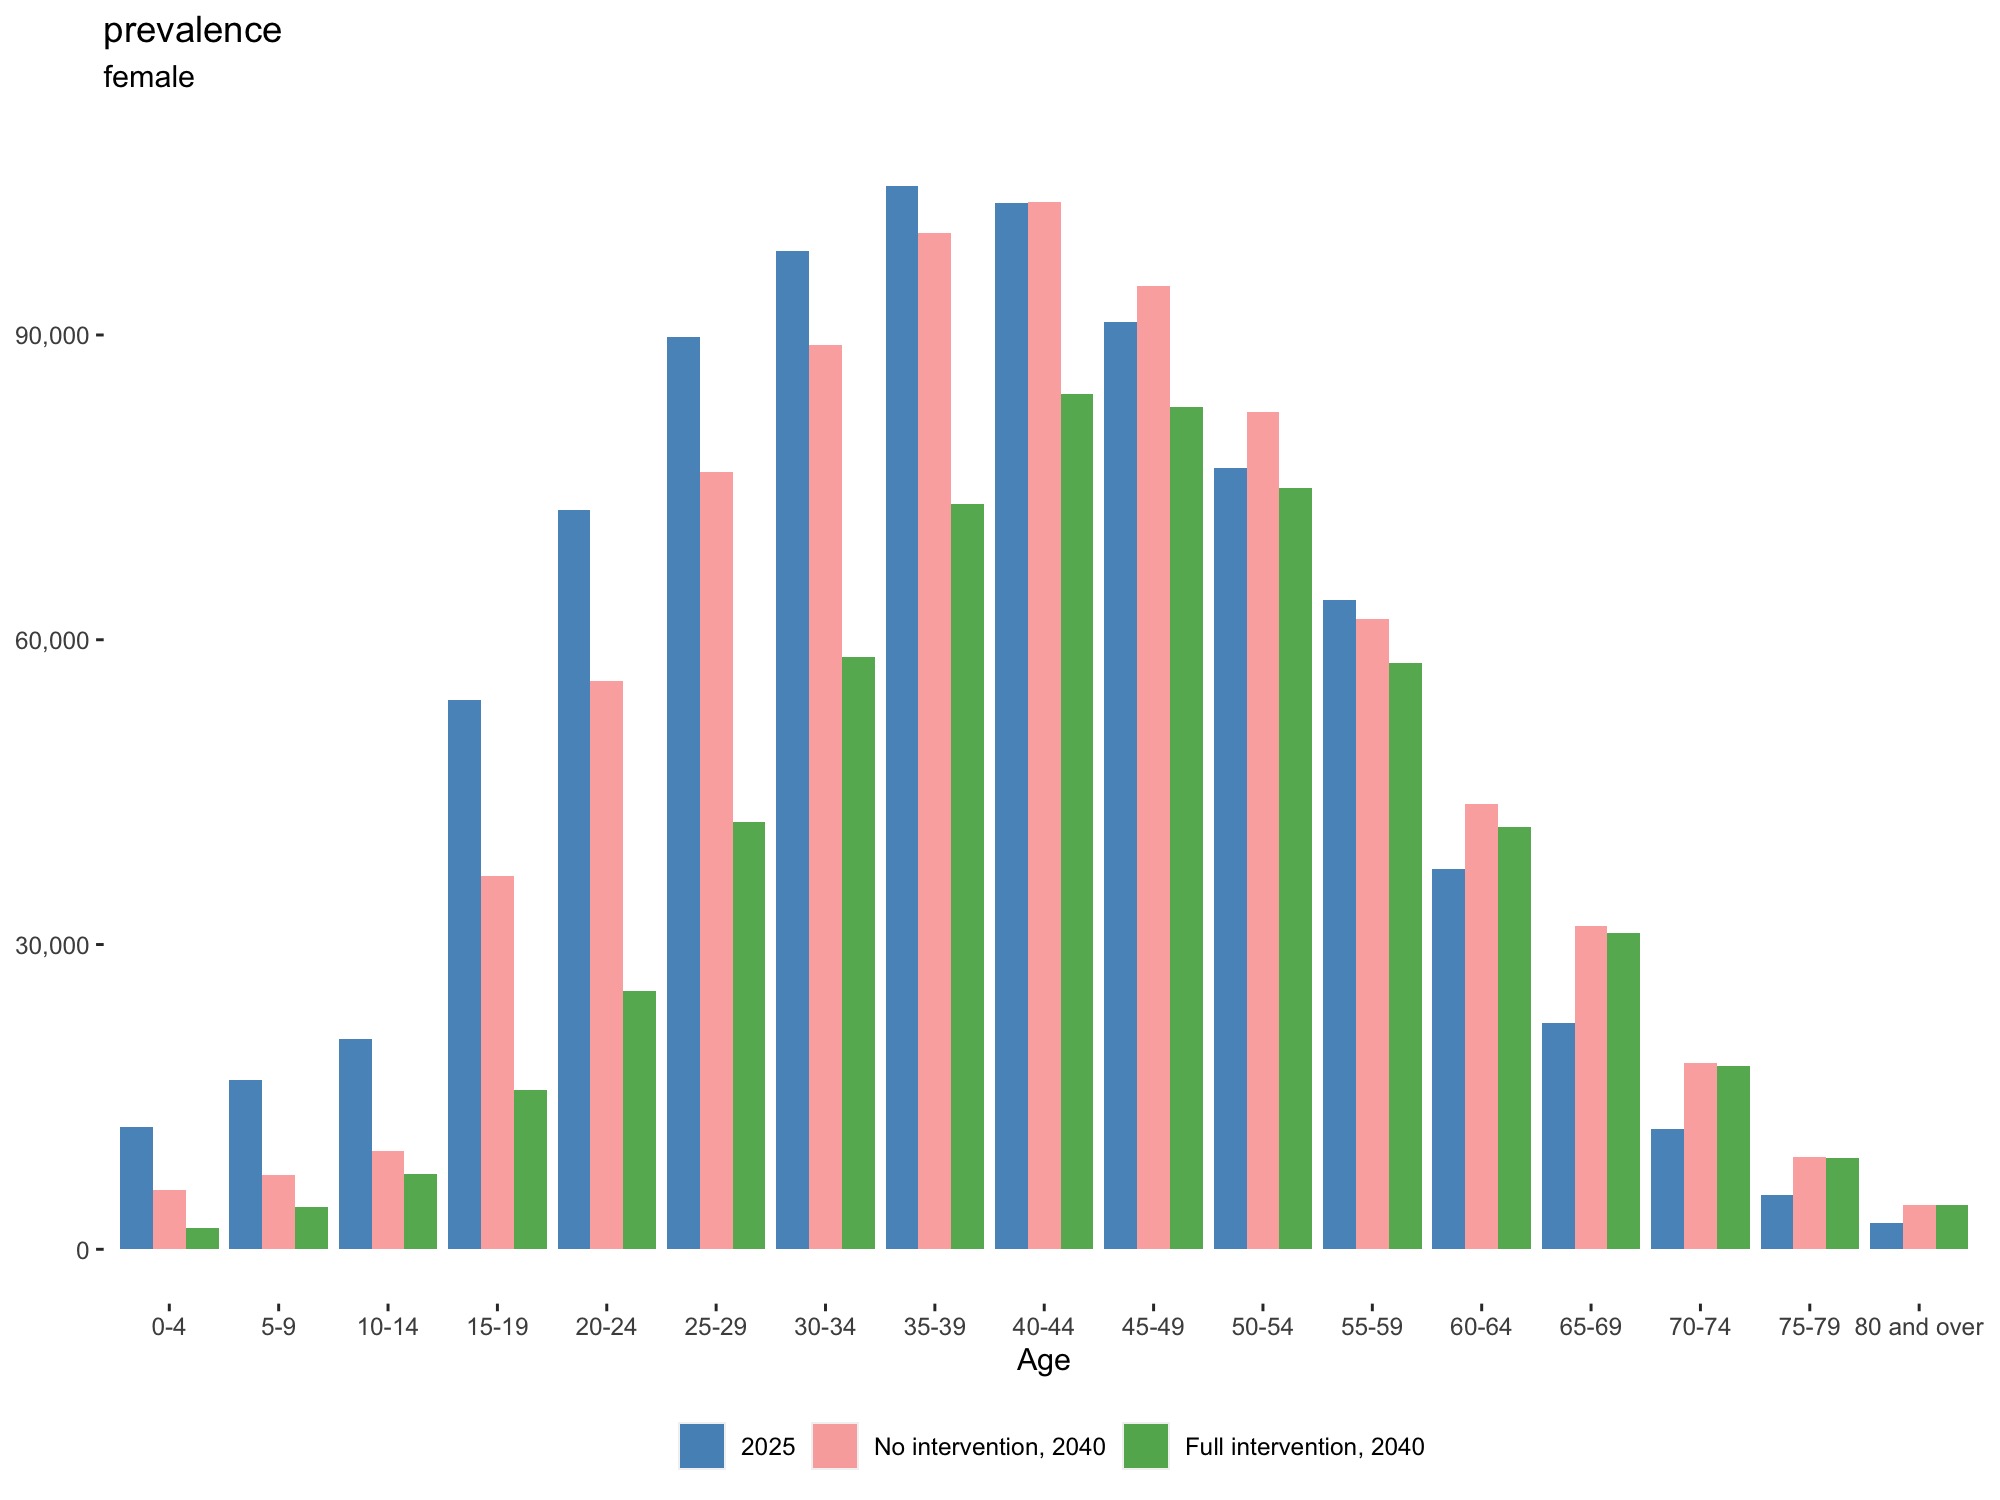 prevalence
female
90,000
60,000
30,000
0
0-4 5-9 10-14 15-19 20-24 25-29 30-34 35-39 40-44 45-49 50-54 55-59 60-64 65-69 70-74 75-79 80 and over
Age
2025 No intervention, 2040 Full intervention, 2040